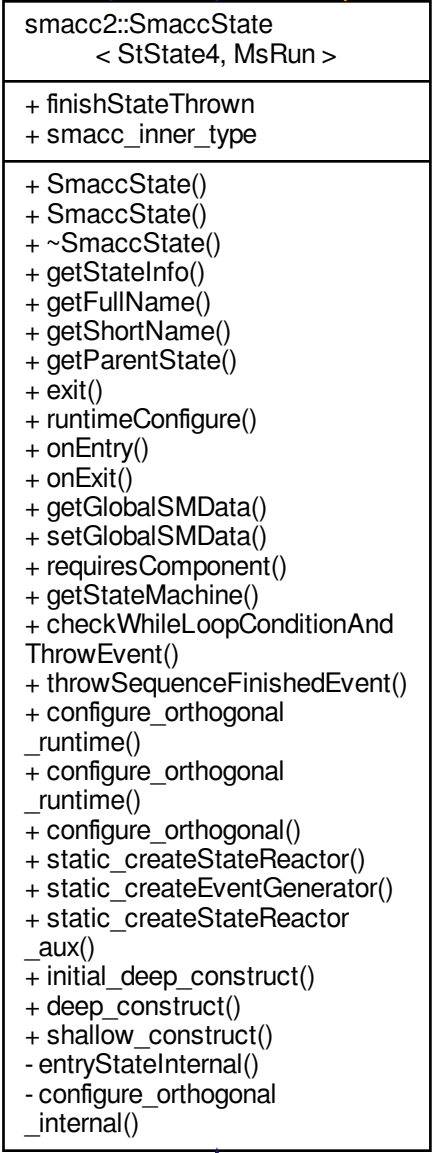 smacc2::SmaccState
< StState4, MsRun >
+ finishStateThrown
+ smacc_inner_type
+ SmaccState()
+ SmaccState()
+ ~SmaccState()
+ getStateInfo()
+ getFullName()
+ getShortName()
+ getParentState()
+ exit()
+ runtimeConfigure()
+ onEntry()
+ onExit()
+ getGlobalSMData()
+ setGlobalSMData()
+ requiresComponent()
+ getStateMachine()
+ checkWhileLoopConditionAnd
ThrowEvent()
+ throwSequenceFinishedEvent()
+ configure_orthogonal
_runtime()
+ configure_orthogonal
_runtime()
+ configure_orthogonal()
+ static_createStateReactor()
+ static_createEventGenerator()
+ static_createStateReactor
_aux()
+ initial_deep_construct()
+ deep_construct()
+ shallow_construct()
- entryStateInternal()
- configure_orthogonal
_internal()